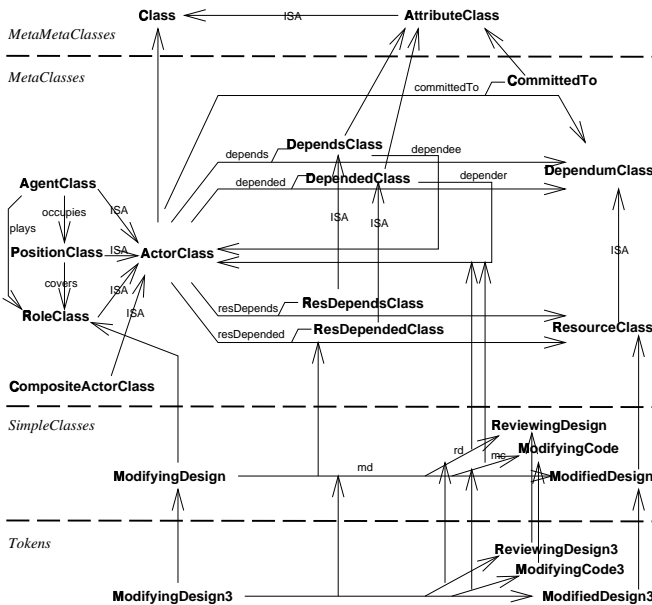 Class
ISA
AttributeClass
MetaMetaClasses
MetaClasses
CommittedTo
committedTo
DependsClass
depends
dependee
DependumClass
DependedClass
depended
depender
AgentClass
occupies
ISA
plays
ISA
ISA
PositionClass
ISA
ActorClass
ISA
covers
ISA
RoleClass
ISA
ResDependsClass
resDepends
ResDependedClass
resDepended
ResourceClass
CompositeActorClass
SimpleClasses
ReviewingDesign
rd
ModifyingCode
mc
ModifyingDesign
md
ModifiedDesign
Tokens
ReviewingDesign3
ModifyingCode3
ModifyingDesign3
ModifiedDesign3